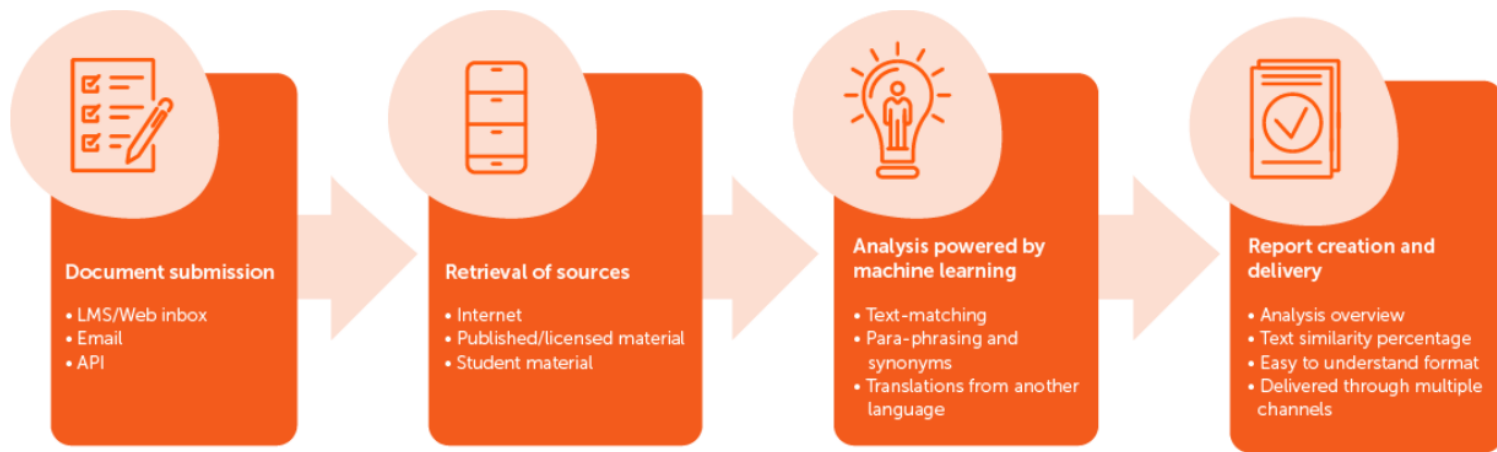 Document submission
• LMS/Web inbox
• Email
• API
Retrieval of sources
• Internet
• Published/licensed material
• Student material
Analysis powered by
machine learning
• Text-matching
• Para-phrasing and
synonyms
• Translations from another
language
Report creation and
delivery
• Analysis overview
• Text similarity percentage
• Easy to understand format
• Delivered through multiple
channels